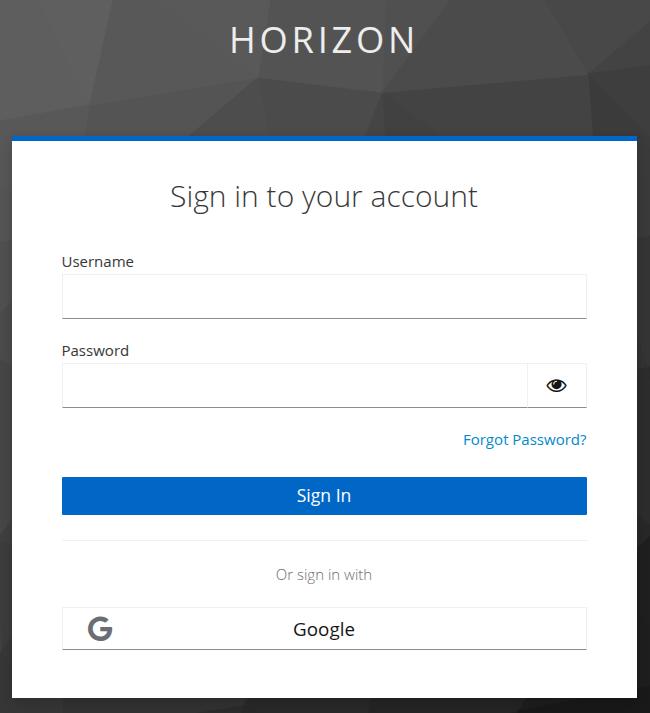 HORIZON
Sign in to your account
Username
Password
Forgot Password?
Sign In
Or sign in with
Google